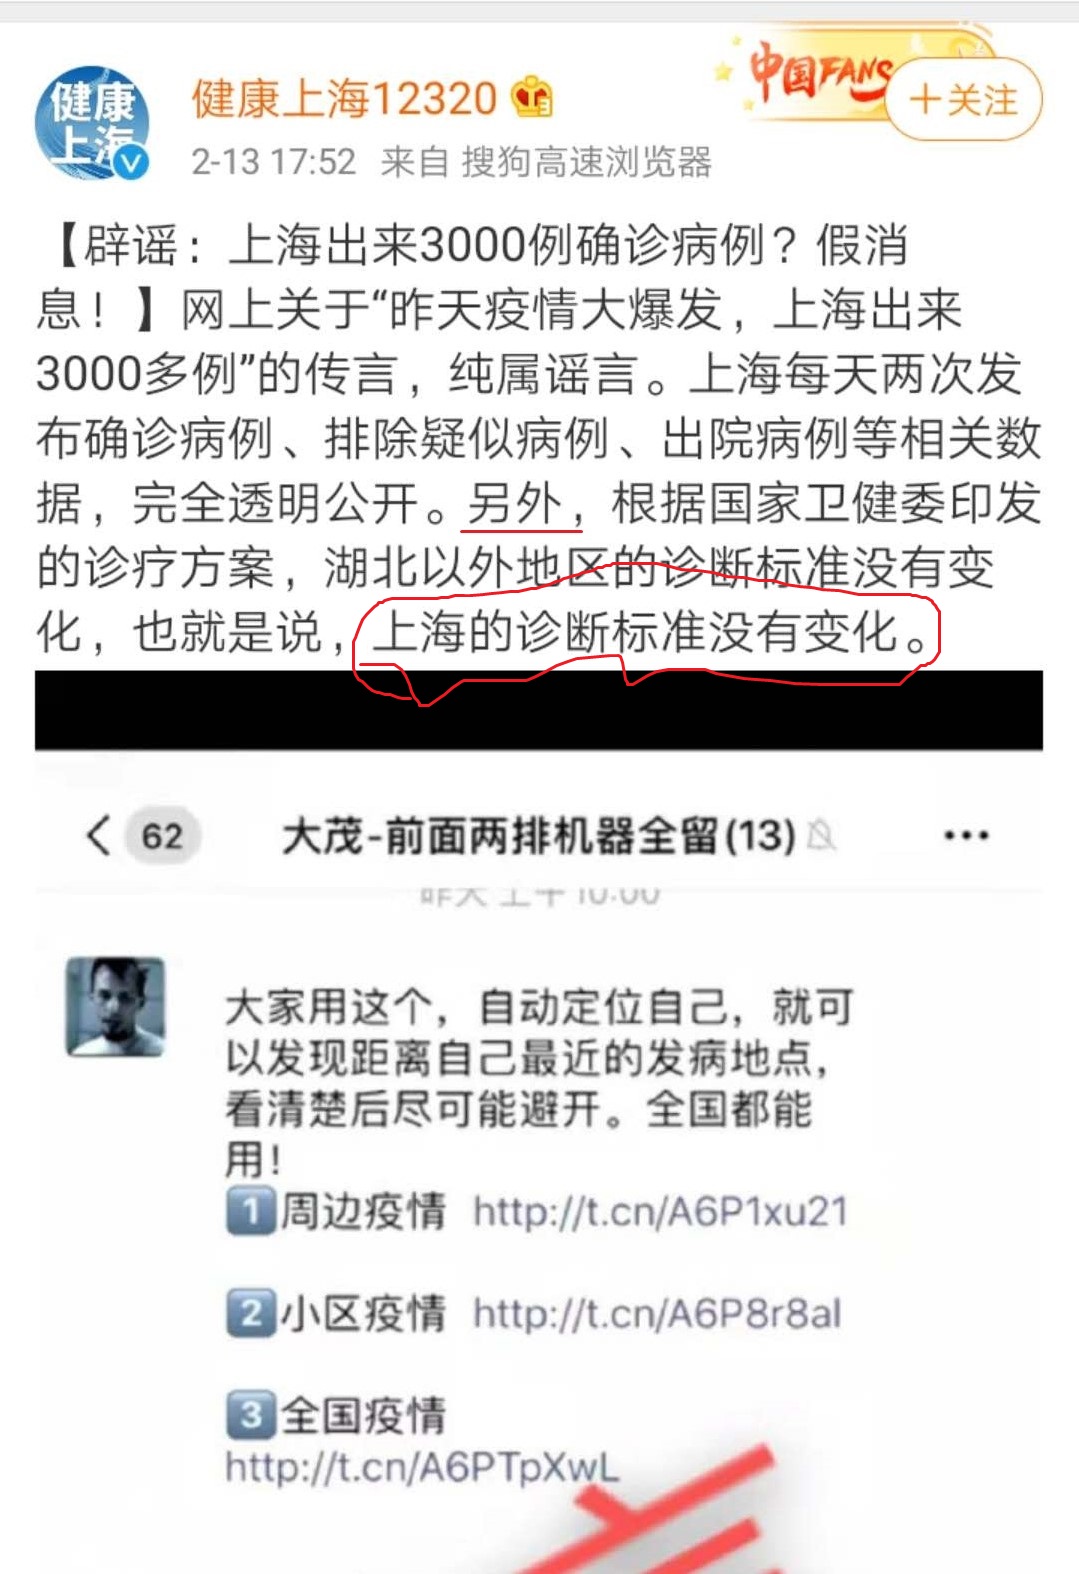 健康
上海
健康上海12320
中国FANS
＋关注
2-13 17:52 来自 搜狗高速浏览器
【辟谣：上海出来3000例确诊病例？假消
息！】网上关于“昨天疫情大爆发，上海出来
3000多例”的传言，纯属谣言。上海每天两次发
布确诊病例、排除疑似病例、出院病例等相关数
据，完全透明公开。另外，根据国家卫健委印发
的诊疗方案，湖北以外地区的诊断标准没有变
化，也就是说，上海的诊断标准没有变化。
62
大茂-前面两排机器全留(13)
昨天 上午 10:00
大家用这个，自动定位自己，就可
以发现距离自己最近的发病地点，
看清楚后尽可能避开。全国都能
用！
1 周边疫情 http://t.cn/A6P1xu21
2 小区疫情 http://t.cn/A6P8r8al
3 全国疫情
http://t.cn/A6PTpXwL